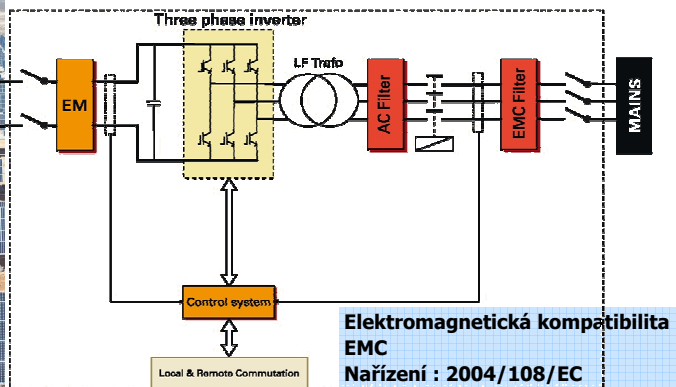 Three phase inverter
LF Trafo
EM
AC Filter
EMC Filter
MAINS
Control system
Local & Remote Commutation
Elektromagnetická kompatibilita
EMC
Nařízení : 2004/108/EC